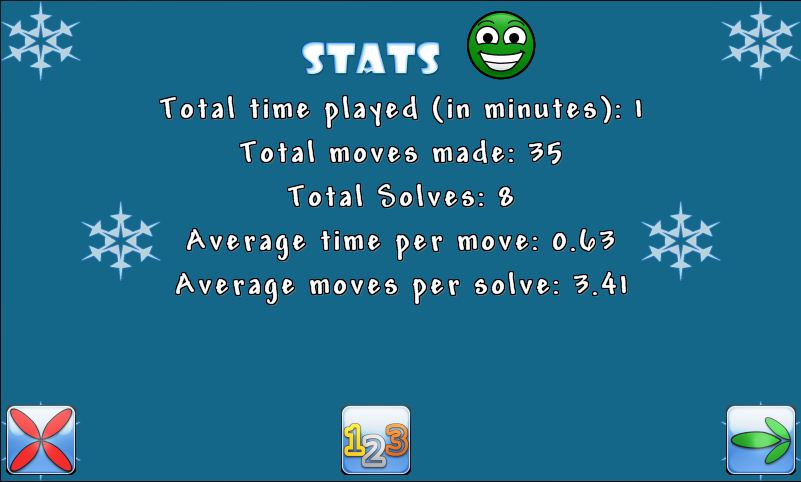 STATS
Total time played (in minutes): 1
Total moves made: 35
Total Solves: 8
Average time per move: 0.63
Average moves per solve: 3.41
123